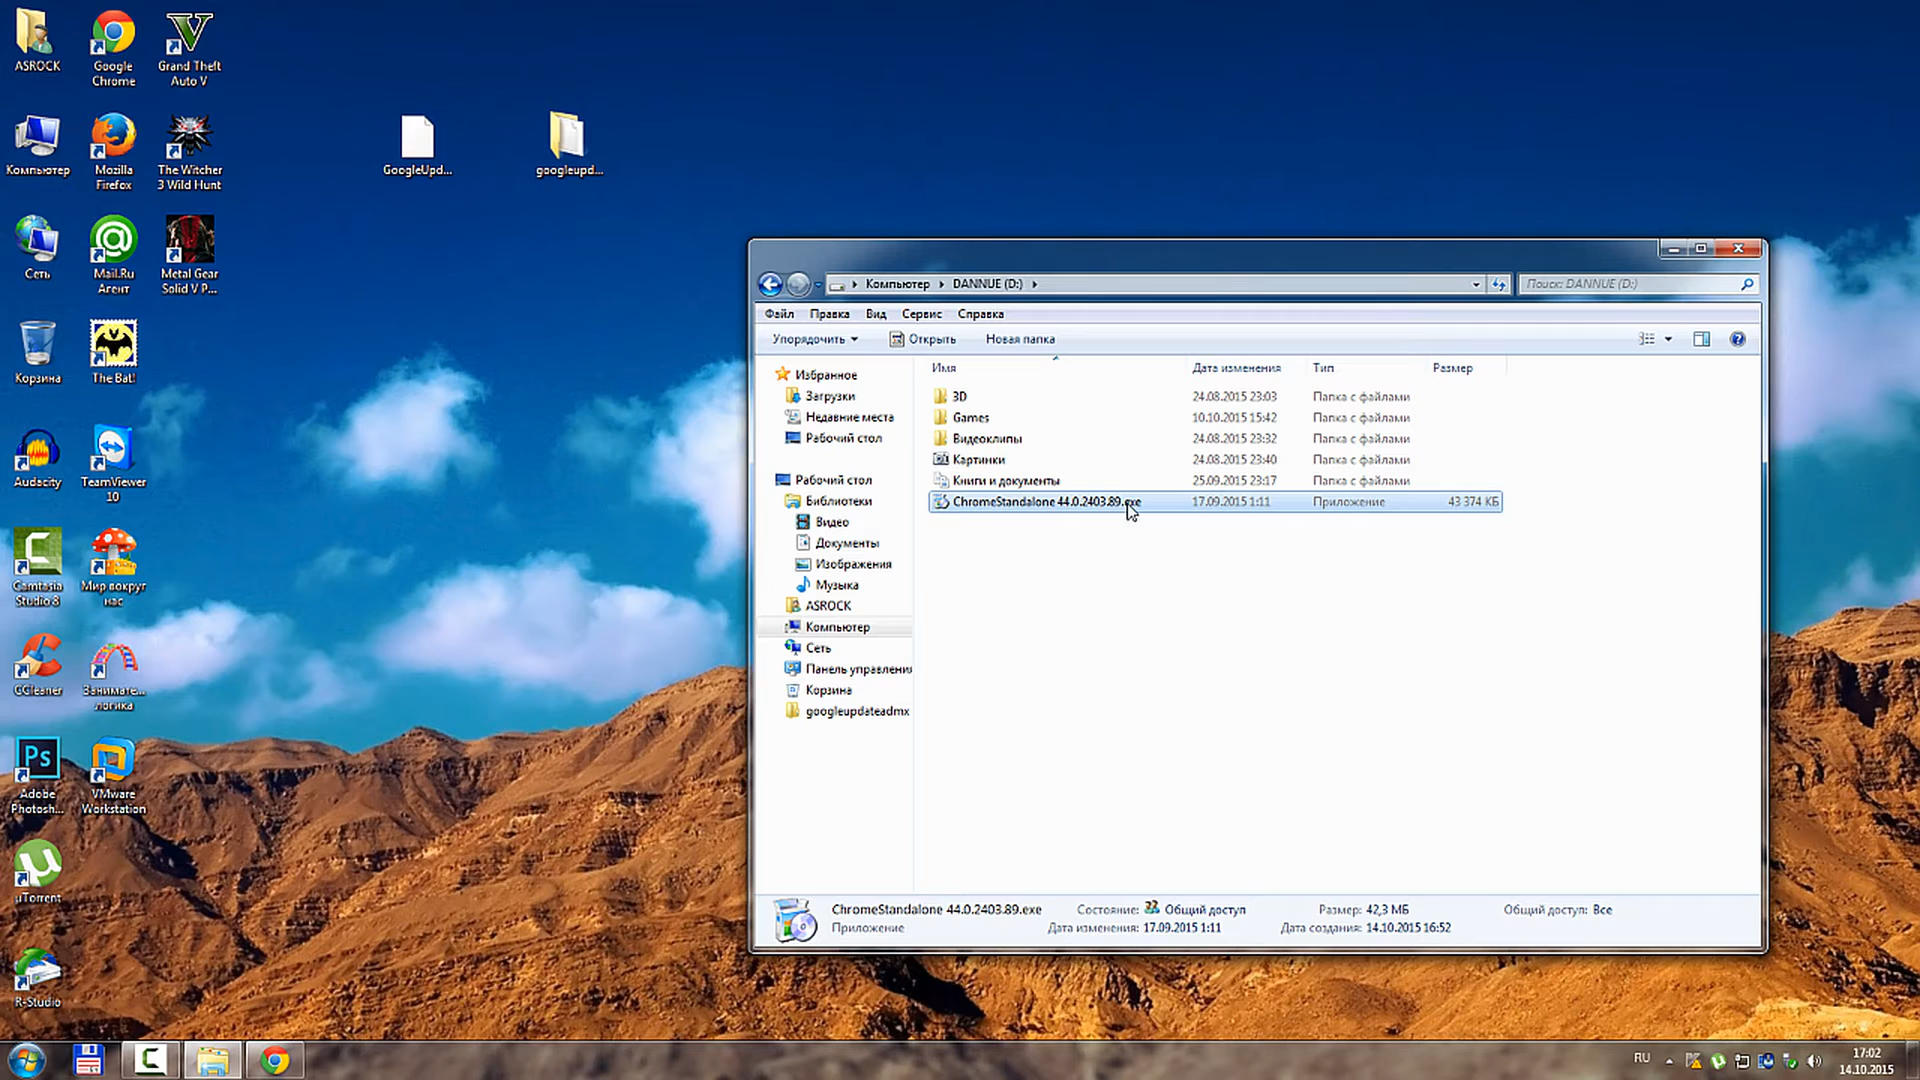 ASROCK
Google
Chrome
Grand Theft
Auto V
Компьютер
Mozilla
Firefox
The Witcher
3 Wild Hunt
GoogleUpd...
googleupd...
Сеть
Mail.Ru
Агент
Metal Gear
Solid V P...
Корзина
The Bat!
Audacity
TeamViewer
10
Camtasia
Studio 8
Мир вокруг
нас
CCleaner
Занимате...
логика
Ps
Adobe
Photosh...
VMware
Workstation
µTorrent
R-Studio
Компьютер
DANNUE (D:)
Поиск: DANNUE (D:)
Файл Правка Вид Сервис Справка
Упорядочить Открыть Новая папка
Избранное
Загрузки
Недавние места
Рабочий стол
Рабочий стол
Библиотеки
Видео
Документы
Изображения
Музыка
ASROCK
Компьютер
Сеть
Панель управлени
Корзина
googleupdateadmx
Имя Дата изменения Тип Размер
3D 24.08.2015 23:03 Папка с файлами
Games 10.10.2015 15:42 Папка с файлами
Видеоклипы 24.08.2015 23:32 Папка с файлами
Картинки 24.08.2015 23:40 Папка с файлами
Книги и документы 25.09.2015 23:17 Папка с файлами
ChromeStandalone 44.0.2403.89.exe 17.09.2015 1:11 Приложение 43 374 КБ
ChromeStandalone 44.0.2403.89.exe Состояние: Общий доступ Размер: 42,3 МБ Общий доступ: Все
Приложение Дата изменения: 17.09.2015 1:11 Дата создания: 14.10.2015 16:52
RU
17:02
14.10.2015